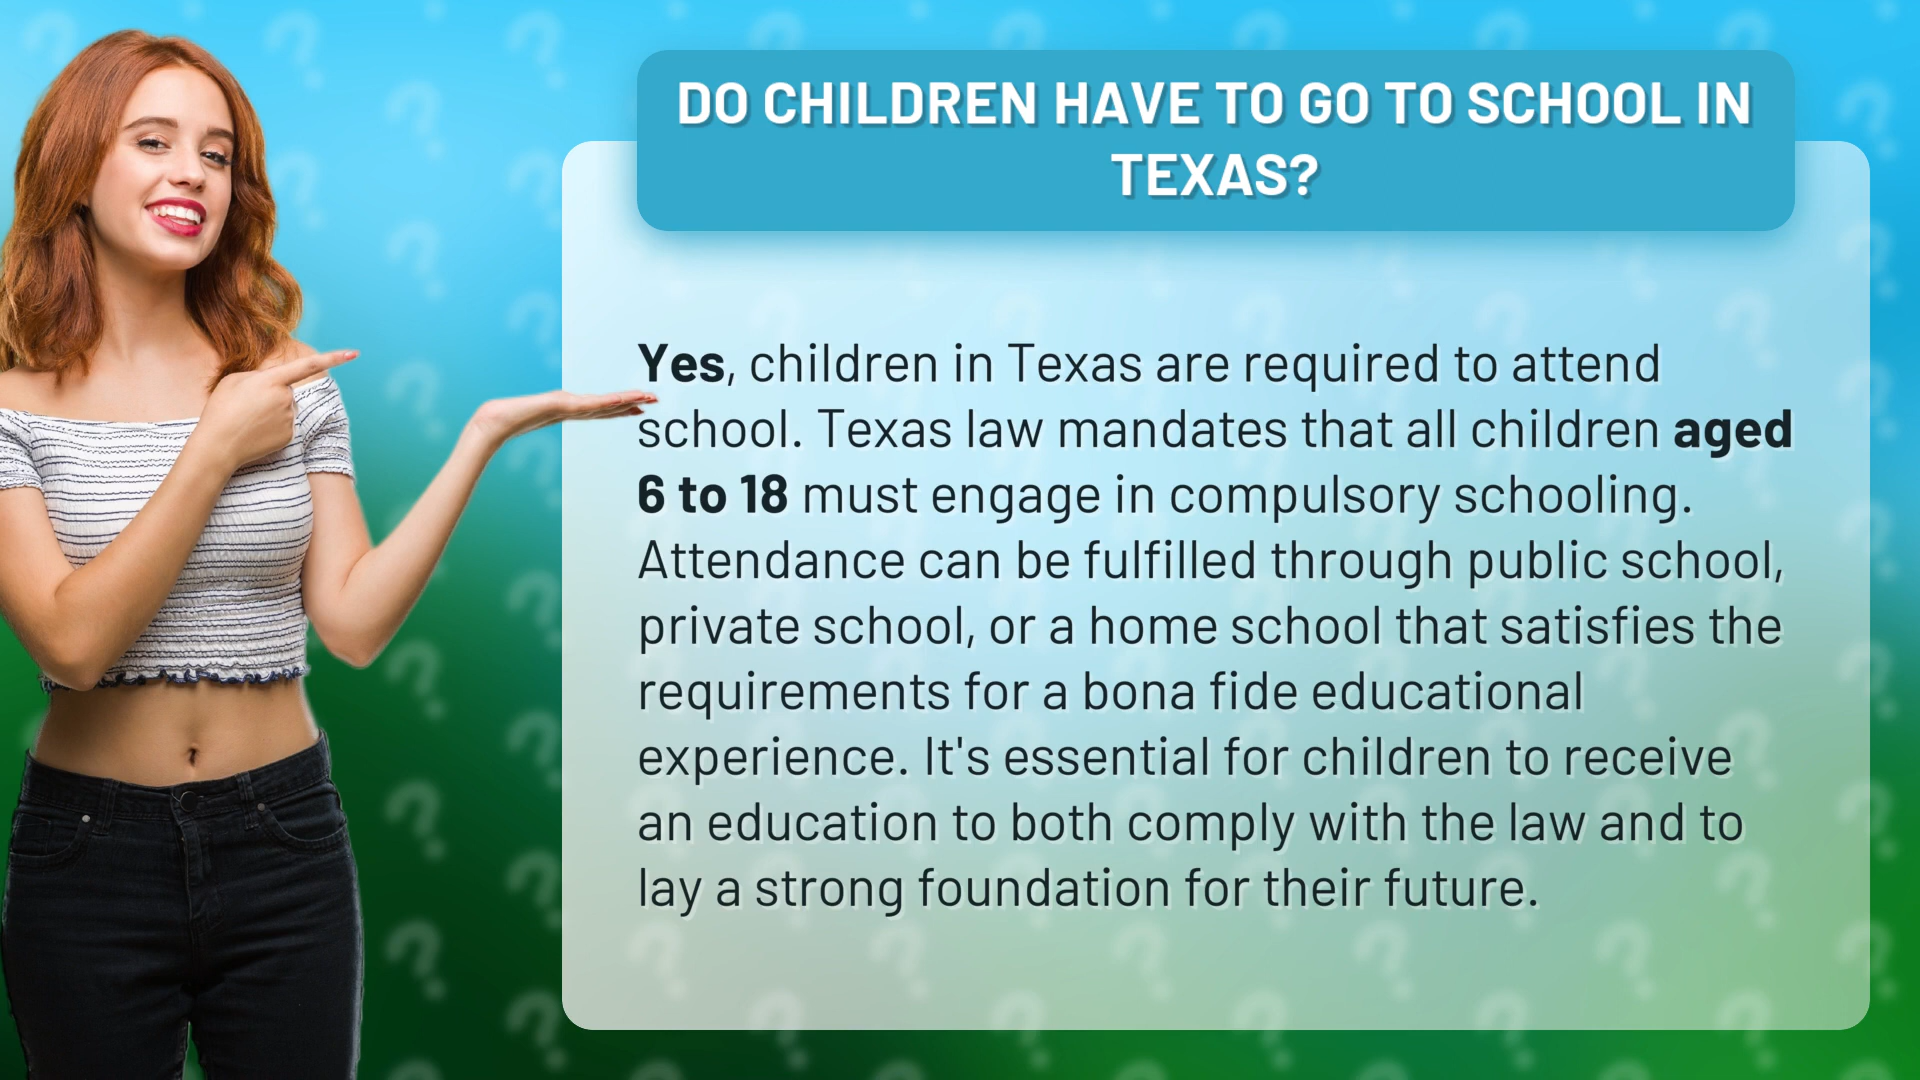 DO CHILDREN HAVE TO GO TO SCHOOL IN
TEXAS?
Yes, children in Texas are required to attend
school. Texas law mandates that all children aged
6 to 18 must engage in compulsory schooling.
Attendance can be fulfilled through public school,
private school, or a home school that satisfies the
requirements for a bona fide educational
experience. It's essential for children to receive
an education to both comply with the law and to
lay a strong foundation for their future.